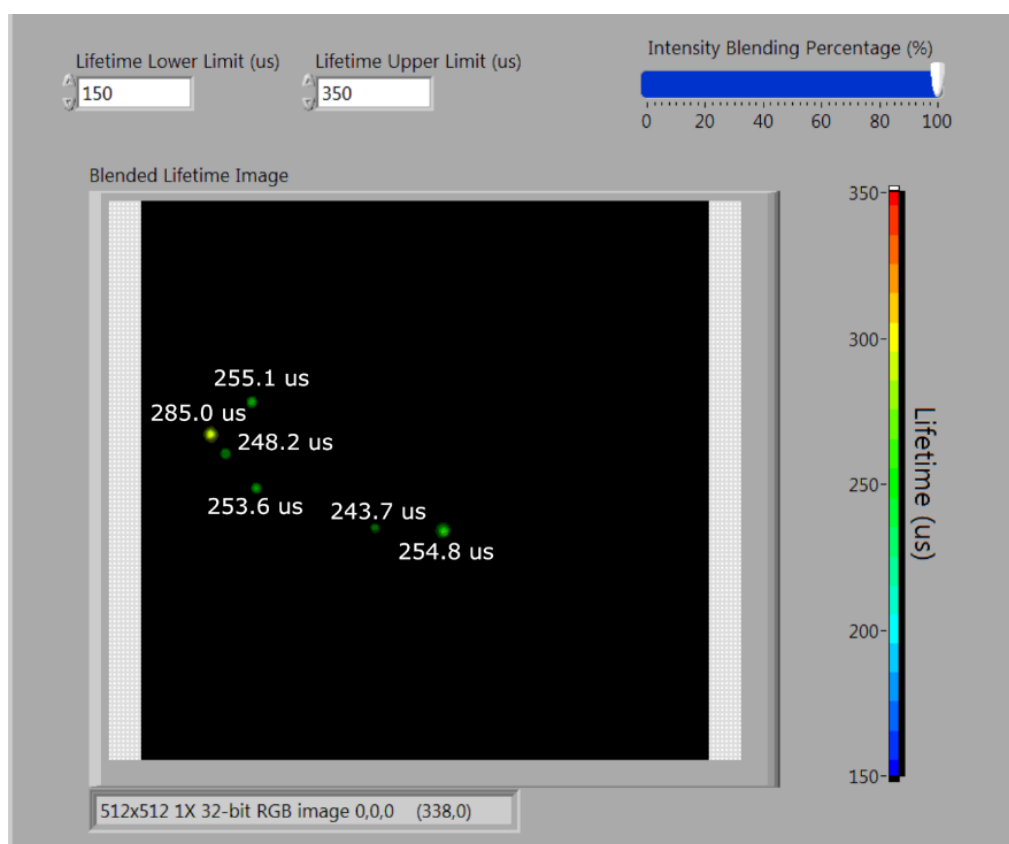 Lifetime Lower Limit (us)
150
Lifetime Upper Limit (us)
350
Intensity Blending Percentage (%)
0 20 40 60 80 100
Blended Lifetime Image
255.1 us
285.0 us
248.2 us
253.6 us
243.7 us
254.8 us
350
300
250
200
150
Lifetime (us)
512x512 1X 32-bit RGB image 0,0,0 (338,0)